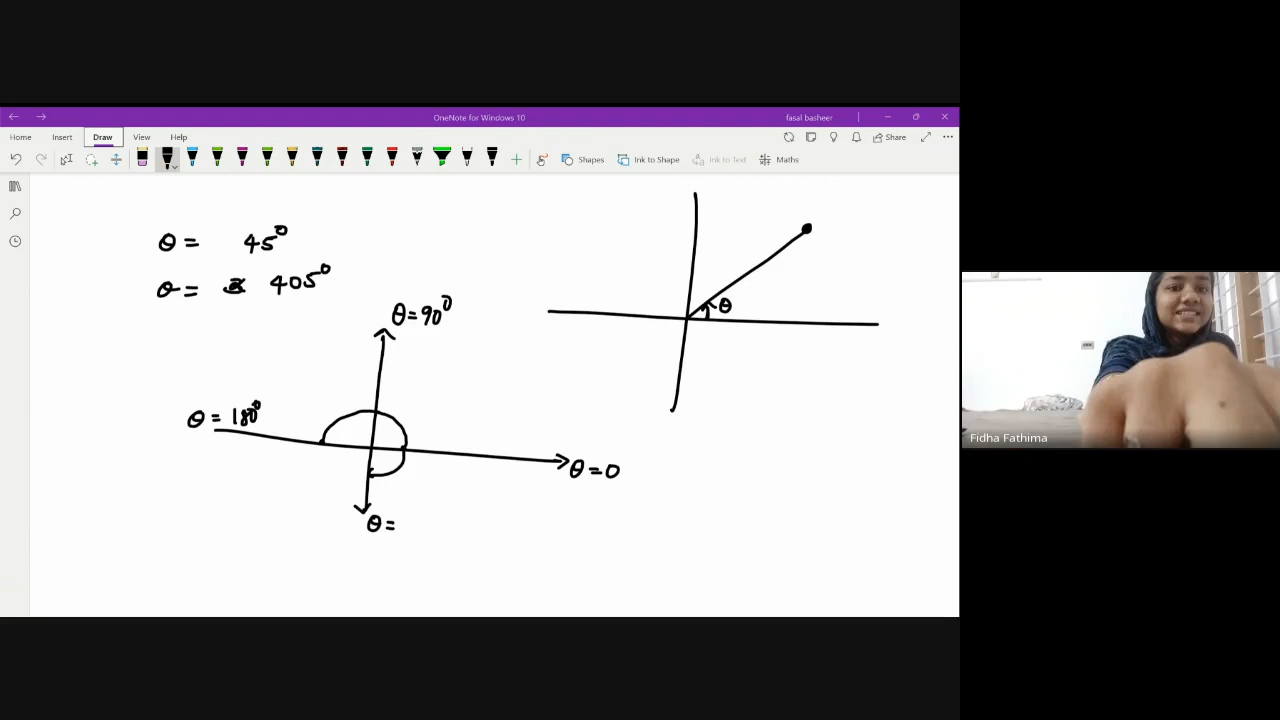 OneNote for Windows 10
fasal basheer
Home Insert Draw View Help
Share
Shapes Ink to Shape Ink to Text Maths
θ = 45°
θ = 405°
θ = 90°
θ
θ = 180°
θ = 0
θ =
Fidha Fathima